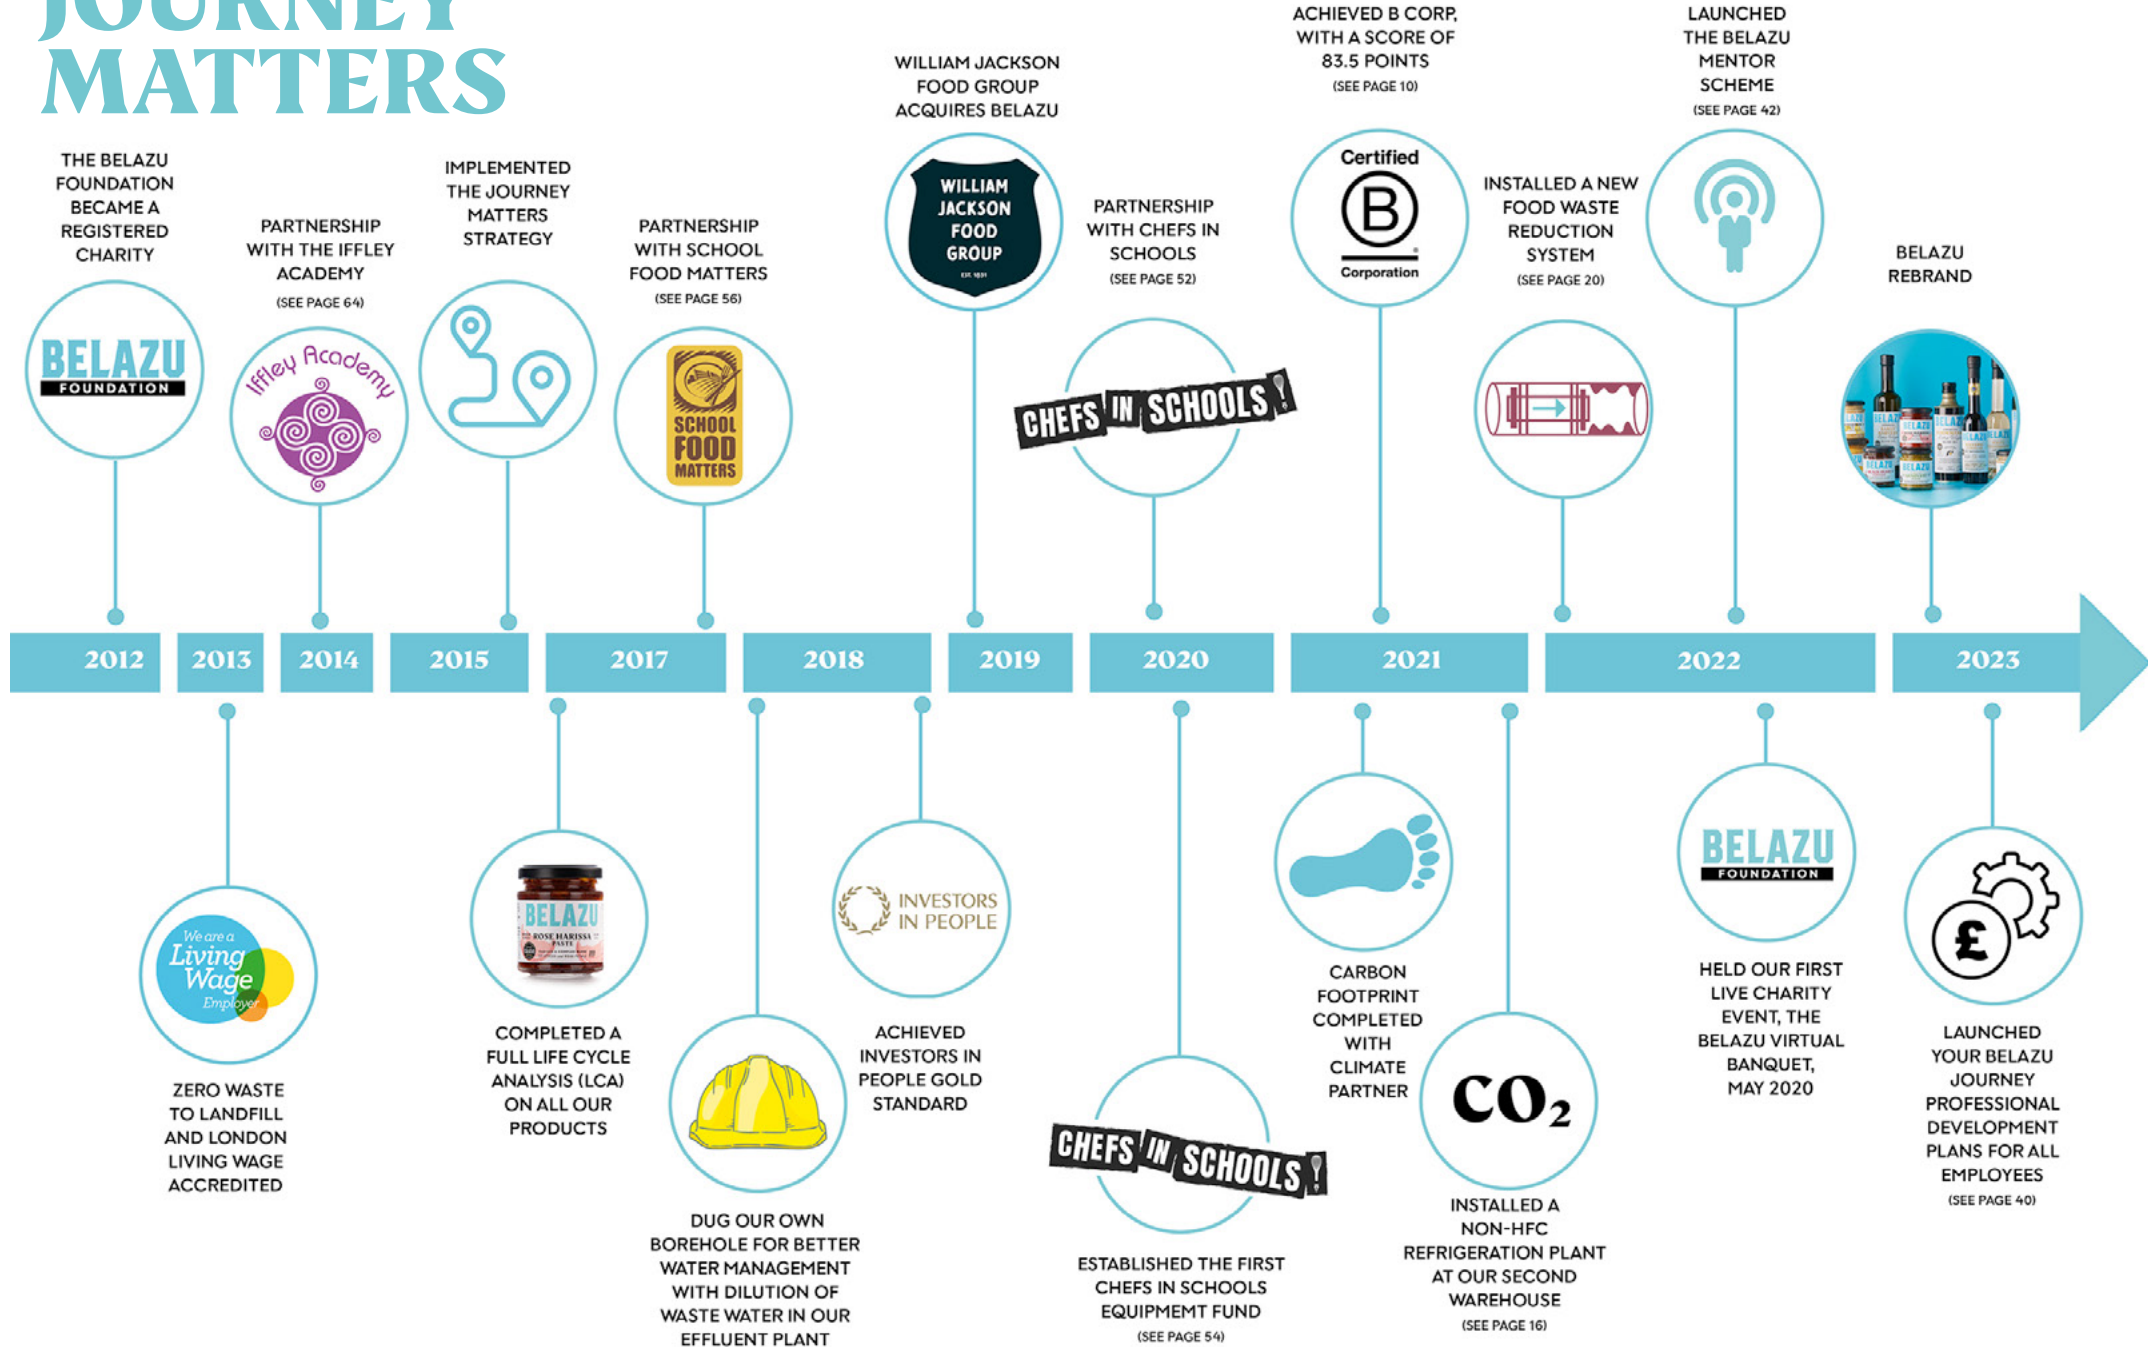 JOURNEY
MATTERS
THE BELAZU
FOUNDATION
BECAME A
REGISTERED
CHARITY
BELAZU
FOUNDATION
PARTNERSHIP
WITH THE IFFLEY
ACADEMY
(SEE PAGE 64)
Iffley Academy
IMPLEMENTED
THE JOURNEY
MATTERS
STRATEGY
PARTNERSHIP
WITH SCHOOL
FOOD MATTERS
(SEE PAGE 56)
SCHOOL
FOOD
MATTERS
WILLIAM JACKSON
FOOD GROUP
ACQUIRES BELAZU
WILLIAM
JACKSON
FOOD
GROUP
EST. 1851
PARTNERSHIP
WITH CHEFS IN
SCHOOLS
(SEE PAGE 52)
CHEFS IN SCHOOLS!
ACHIEVED B CORP,
WITH A SCORE OF
83.5 POINTS
(SEE PAGE 10)
Certified
B
Corporation
INSTALLED A NEW
FOOD WASTE
REDUCTION
SYSTEM
(SEE PAGE 20)
LAUNCHED
THE BELAZU
MENTOR
SCHEME
(SEE PAGE 42)
BELAZU
REBRAND
BELAZU
BELAZU
BELAZU
BELAZU
BELAZU
2012
2013
2014
2015
2017
2018
2019
2020
2021
2022
2023
We are a
Living
Wage
Employer
ZERO WASTE
TO LANDFILL
AND LONDON
LIVING WAGE
ACCREDITED
BELAZU
ROSE HARISSA
PASTE
COMPLETED A
FULL LIFE CYCLE
ANALYSIS (LCA)
ON ALL OUR
PRODUCTS
DUG OUR OWN
BOREHOLE FOR BETTER
WATER MANAGEMENT
WITH DILUTION OF
WASTE WATER IN OUR
EFFLUENT PLANT
INVESTORS
IN PEOPLE
ACHIEVED
INVESTORS IN
PEOPLE GOLD
STANDARD
CHEFS IN SCHOOLS!
ESTABLISHED THE FIRST
CHEFS IN SCHOOLS
EQUIPMEMT FUND
(SEE PAGE 54)
CARBON
FOOTPRINT
COMPLETED
WITH
CLIMATE
PARTNER
CO₂
INSTALLED A
NON-HFC
REFRIGERATION PLANT
AT OUR SECOND
WAREHOUSE
(SEE PAGE 16)
BELAZU
FOUNDATION
HELD OUR FIRST
LIVE CHARITY
EVENT, THE
BELAZU VIRTUAL
BANQUET,
MAY 2020
£
LAUNCHED
YOUR BELAZU
JOURNEY
PROFESSIONAL
DEVELOPMENT
PLANS FOR ALL
EMPLOYEES
(SEE PAGE 40)